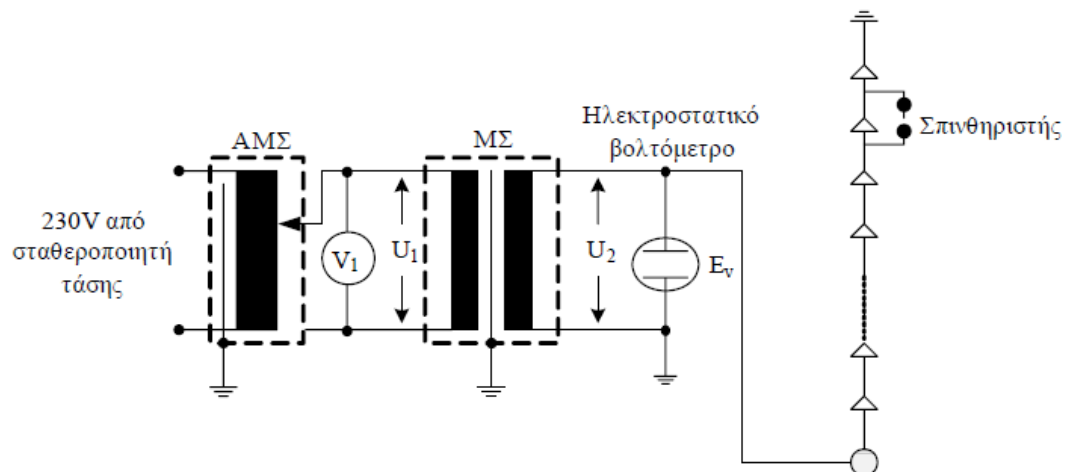 230V από
σταθεροποιητή
τάσης
ΑΜΣ
V1
U1
ΜΣ
U2
Ηλεκτροστατικό
βολτόμετρο
Ev
Σπινθηριστής